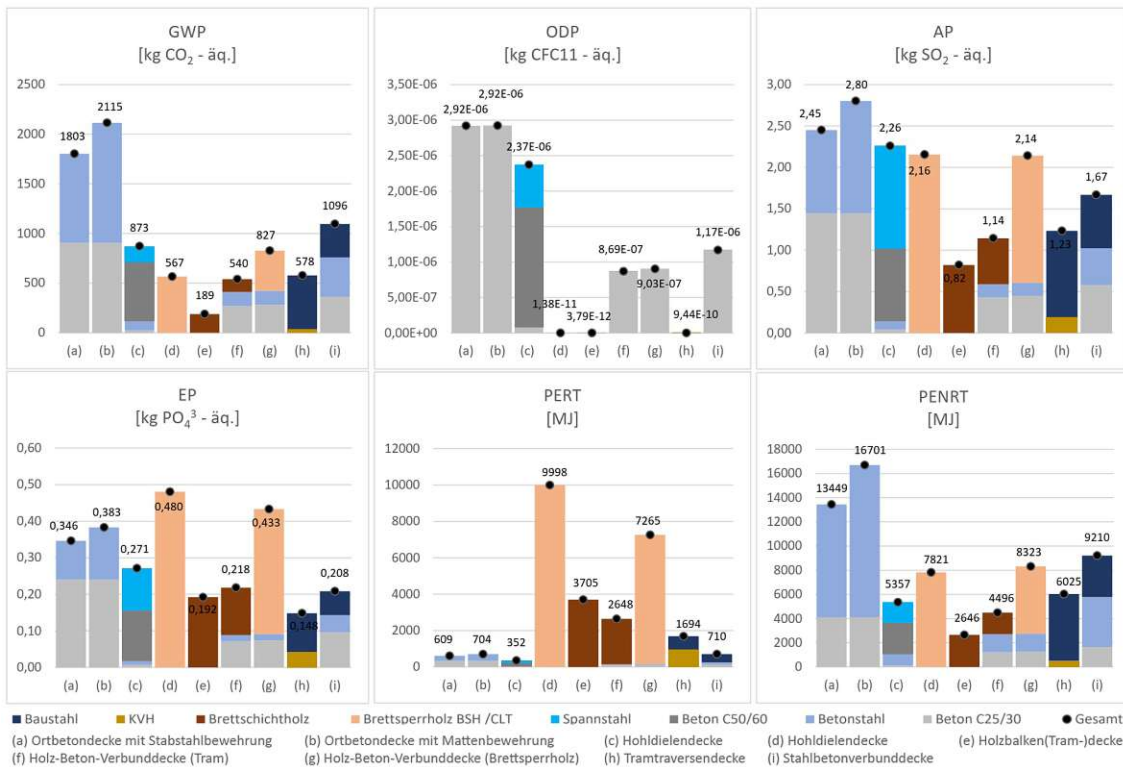 GWP
[kg CO₂ - äq.]
2500
2000
1500
1000
500
0
1803
2115
873
567
189
540
827
578
1096
(a) (b) (c) (d) (e) (f) (g) (h) (i)
ODP
[kg CFC11 - äq.]
3,50E-06
3,00E-06
2,50E-06
2,00E-06
1,50E-06
1,00E-06
5,00E-07
0,00E+00
2,92E-06
2,92E-06
2,37E-06
1,38E-11
3,79E-12
8,69E-07
9,03E-07
9,44E-10
1,17E-06
(a) (b) (c) (d) (e) (f) (g) (h) (i)
AP
[kg SO₂ - äq.]
3,00
2,50
2,00
1,50
1,00
0,50
0,00
2,45
2,80
2,26
2,16
0,82
1,14
2,14
1,23
1,67
(a) (b) (c) (d) (e) (f) (g) (h) (i)
EP
[kg PO₄³ - äq.]
0,60
0,50
0,40
0,30
0,20
0,10
0,00
0,346
0,383
0,271
0,480
0,192
0,218
0,433
0,148
0,208
(a) (b) (c) (d) (e) (f) (g) (h) (i)
PERT
[MJ]
12000
10000
8000
6000
4000
2000
0
609
704
352
9998
3705
2648
7265
1694
710
(a) (b) (c) (d) (e) (f) (g) (h) (i)
PENRT
[MJ]
18000
16000
14000
12000
10000
8000
6000
4000
2000
0
13449
16701
5357
7821
2646
4496
8323
6025
9210
(a) (b) (c) (d) (e) (f) (g) (h) (i)
Baustahl KVH Brettschichtholz Brettsperrholz BSH /CLT Spannstahl Beton C50/60 Betonstahl Beton C25/30 Gesamt
(a) Ortbetondecke mit Stabstahlbewehrung (b) Ortbetondecke mit Mattenbewehrung (c) Hohldielendecke (d) Hohldielendecke (e) Holzbalken(Tram-)decke
(f) Holz-Beton-Verbunddecke (Tram) (g) Holz-Beton-Verbunddecke (Brettsperrholz) (h) Tramtraversendecke (i) Stahlbetonverbunddecke